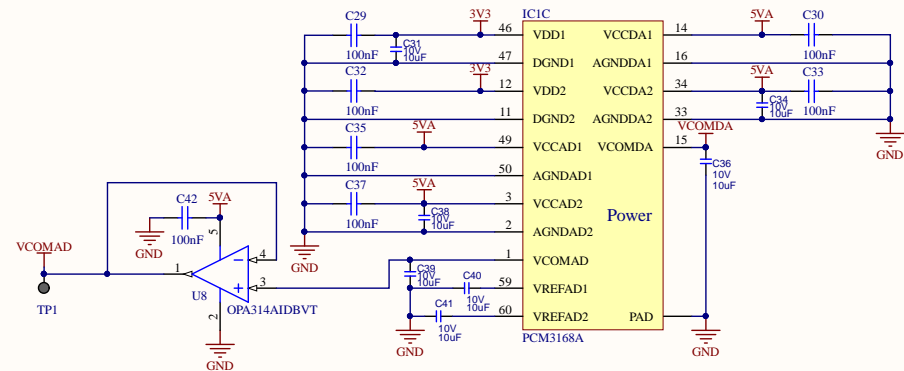 C29
100nF
C31
10V
10uF
3V3
46
IC1C
VDD1
VCCDA1
14
5VA
C30
100nF
47
DGND1
AGNDDA1
16
C32
100nF
3V3
12
VDD2
VCCDA2
34
5VA
C33
100nF
C34
10V
10uF
11
DGND2
AGNDDA2
33
GND
C35
100nF
5VA
49
VCCAD1
VCOMDA
15
VCOMDA
C36
10V
10uF
50
AGNDAD1
C37
100nF
5VA
3
VCCAD2
C38
10V
10uF
Power
2
AGNDAD2
GND
C42
100nF
5VA
GND
5
VCOMAD
TP1
1
4
3
2
U8
OPA314AIDBVT
GND
1
VCOMAD
C39
10V
10uF
C40
10V
10uF
59
VREFAD1
C41
10V
10uF
60
VREFAD2
PAD
GND
GND
PCM3168A